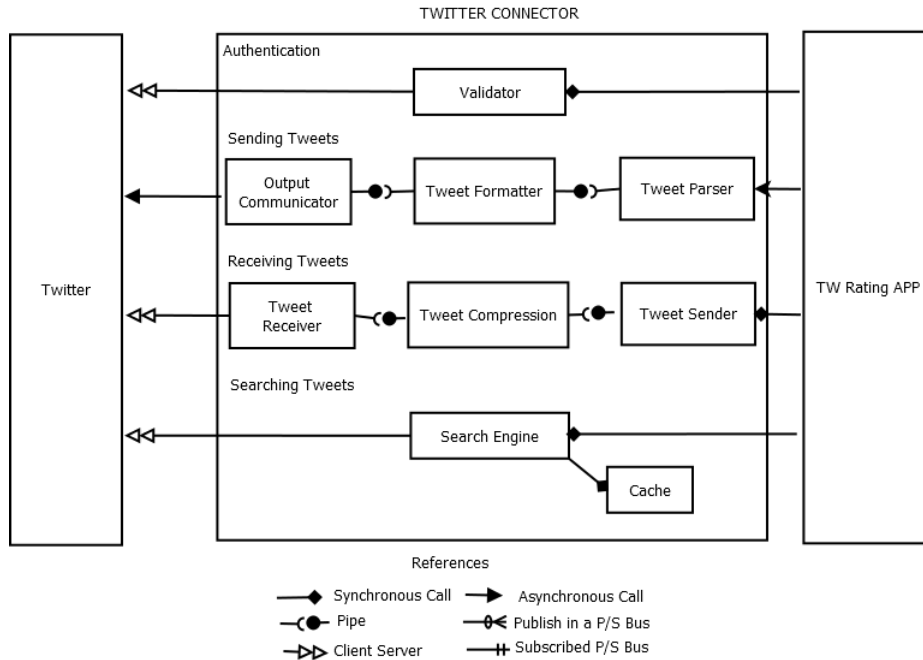 TWITTER CONNECTOR
Authentication
Validator
Sending Tweets
Output
Communicator
Tweet Formatter
Tweet Parser
Receiving Tweets
Twitter
TW Rating APP
Tweet
Receiver
Tweet Compression
Tweet Sender
Searching Tweets
Search Engine
Cache
References
Synchronous Call
Asynchronous Call
Pipe
Publish in a P/S Bus
Client Server
Subscribed P/S Bus